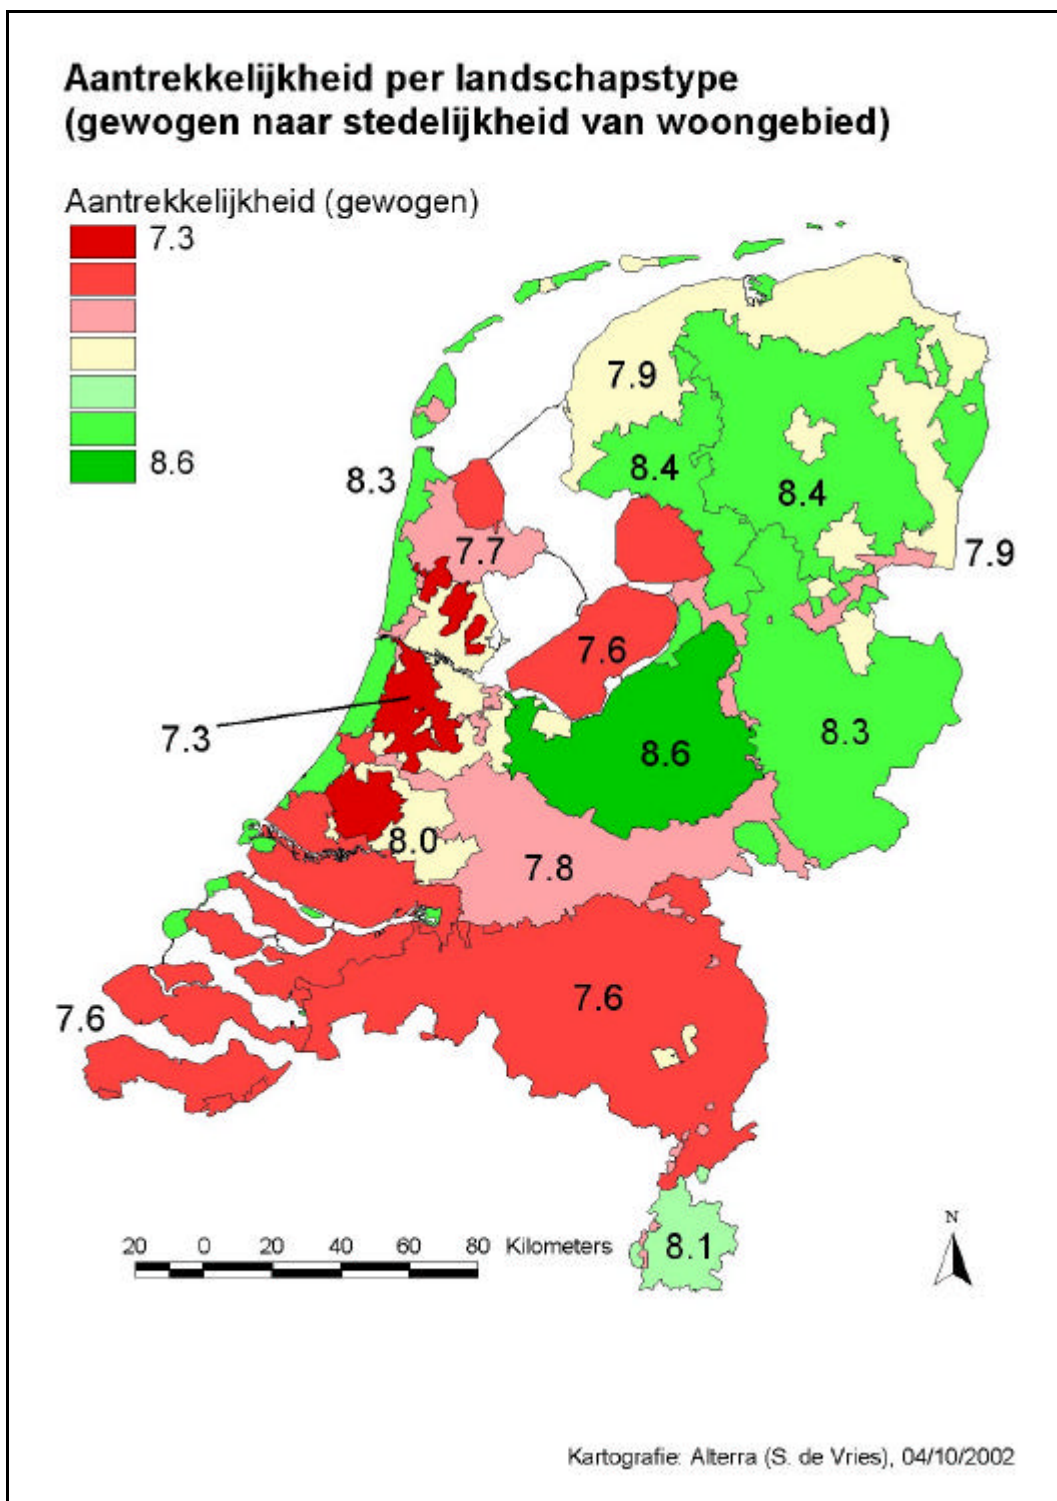 Aantrekkelijkheid per landschapstype
(gewogen naar stedelijkheid van woongebied)
Aantrekkelijkheid (gewogen)
7.3
8.6
7.9
8.3
8.4
8.4
7.7
7.9
7.6
7.3
8.6
8.3
8.0
7.8
7.6
7.6
8.1
20 0 20 40 60 80 Kilometers
N
Kartografie: Alterra (S. de Vries), 04/10/2002